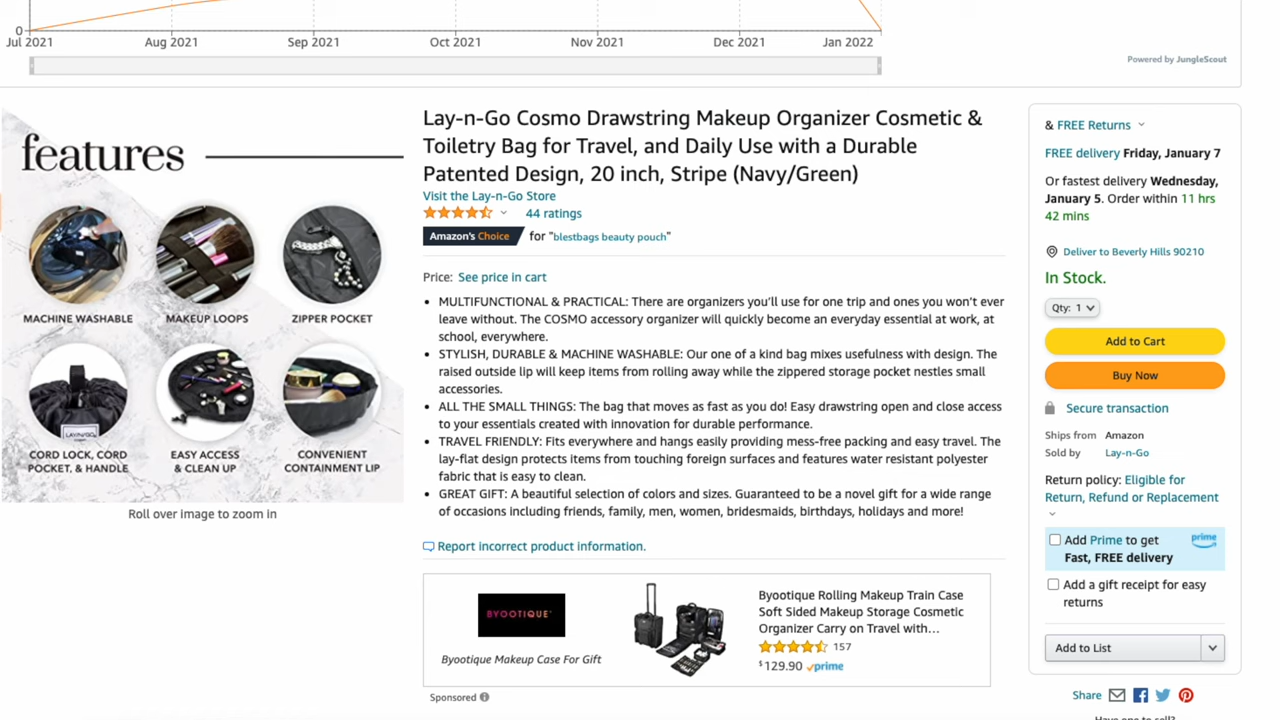 0
Jul 2021 Aug 2021 Sep 2021 Oct 2021 Nov 2021 Dec 2021 Jan 2022
Powered by JungleScout
features
MACHINE WASHABLE
MAKEUP LOOPS
ZIPPER POCKET
LAY-N-GO
CORD LOCK, CORD
POCKET, & HANDLE
EASY ACCESS
& CLEAN UP
CONVENIENT
CONTAINMENT LIP
Roll over image to zoom in
Lay-n-Go Cosmo Drawstring Makeup Organizer Cosmetic &
Toiletry Bag for Travel, and Daily Use with a Durable
Patented Design, 20 inch, Stripe (Navy/Green)
Visit the Lay-n-Go Store
44 ratings
Amazon's Choice for "blestbags beauty pouch"
Price: See price in cart
• MULTIFUNCTIONAL & PRACTICAL: There are organizers you'll use for one trip and ones you won't ever
leave without. The COSMO accessory organizer will quickly become an everyday essential at work, at
school, everywhere.
• STYLISH, DURABLE & MACHINE WASHABLE: Our one of a kind bag mixes usefulness with design. The
raised outside lip will keep items from rolling away while the zippered storage pocket nestles small
accessories.
• ALL THE SMALL THINGS: The bag that moves as fast as you do! Easy drawstring open and close access
to your essentials created with innovation for durable performance.
• TRAVEL FRIENDLY: Fits everywhere and hangs easily providing mess-free packing and easy travel. The
lay-flat design protects items from touching foreign surfaces and features water resistant polyester
fabric that is easy to clean.
• GREAT GIFT: A beautiful selection of colors and sizes. Guaranteed to be a novel gift for a wide range
of occasions including friends, family, men, women, bridesmaids, birthdays, holidays and more!
Report incorrect product information.
BYOOTIQUE
Byootique Makeup Case For Gift
Byootique Rolling Makeup Train Case
Soft Sided Makeup Storage Cosmetic
Organizer Carry on Travel with...
157
$129.90 prime
Sponsored
& FREE Returns
FREE delivery Friday, January 7
Or fastest delivery Wednesday,
January 5. Order within 11 hrs
42 mins
Deliver to Beverly Hills 90210
In Stock.
Qty: 1
Add to Cart
Buy Now
Secure transaction
Ships from Amazon
Sold by Lay-n-Go
Return policy: Eligible for
Return, Refund or Replacement
Add Prime to get
Fast, FREE delivery
prime
Add a gift receipt for easy
returns
Add to List
Share
Have one to sell?